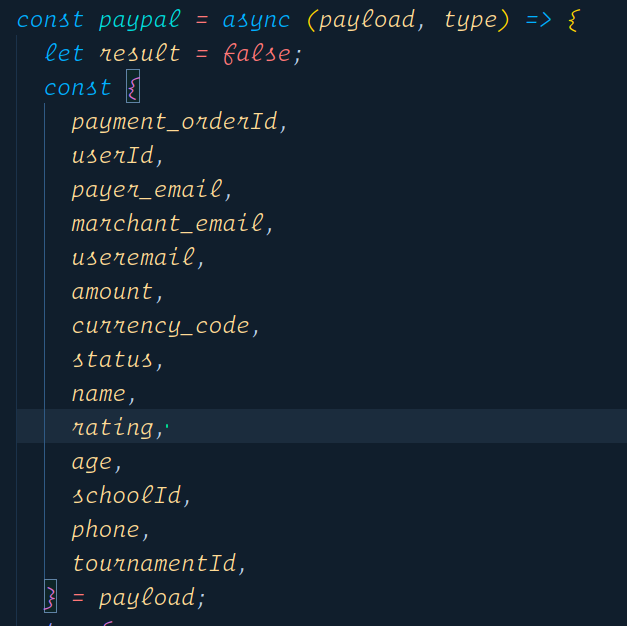 const paypal = async (payload, type) => {
let result = false;
const {
payment_orderId,
userId,
payer_email,
marchant_email,
useremail,
amount,
currency_code,
status,
name,
rating,
age,
schoolId,
phone,
tournamentId,
} = payload;